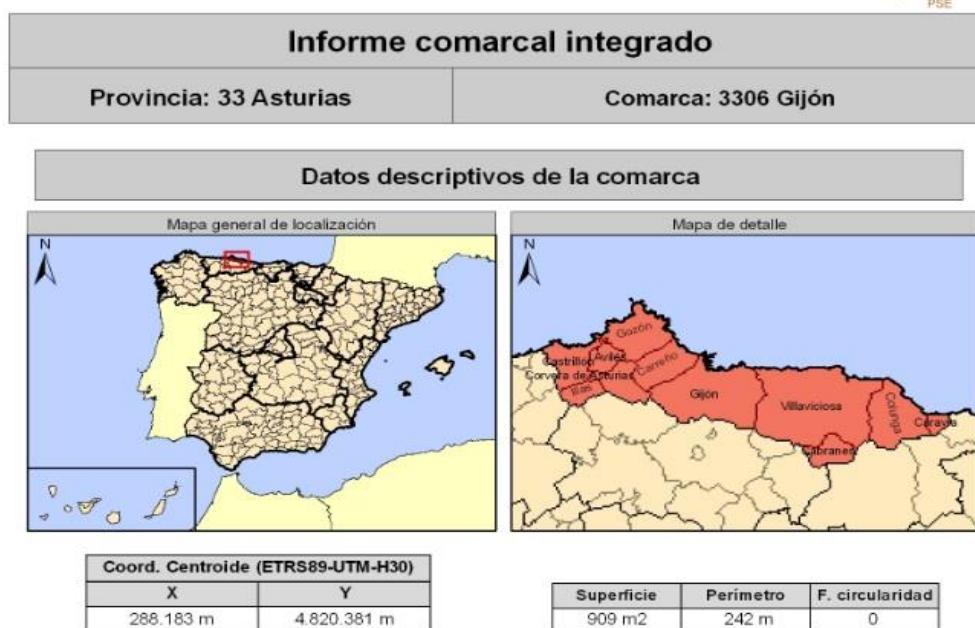 PSE
Informe comarcal integrado
Provincia: 33 Asturias
Comarca: 3306 Gijón
Datos descriptivos de la comarca
Mapa general de localización
N
Mapa de detalle
N
Gozón
Castrillón
Avilés
Carreño
Corvera de Asturias
Illas
Gijón
Villaviciosa
Colunga
Caravia
Cabranes
Coord. Centroide (ETRS89-UTM-H30)
X Y
288.183 m 4.820.381 m
Superficie Perímetro F. circularidad
909 m2 242 m 0